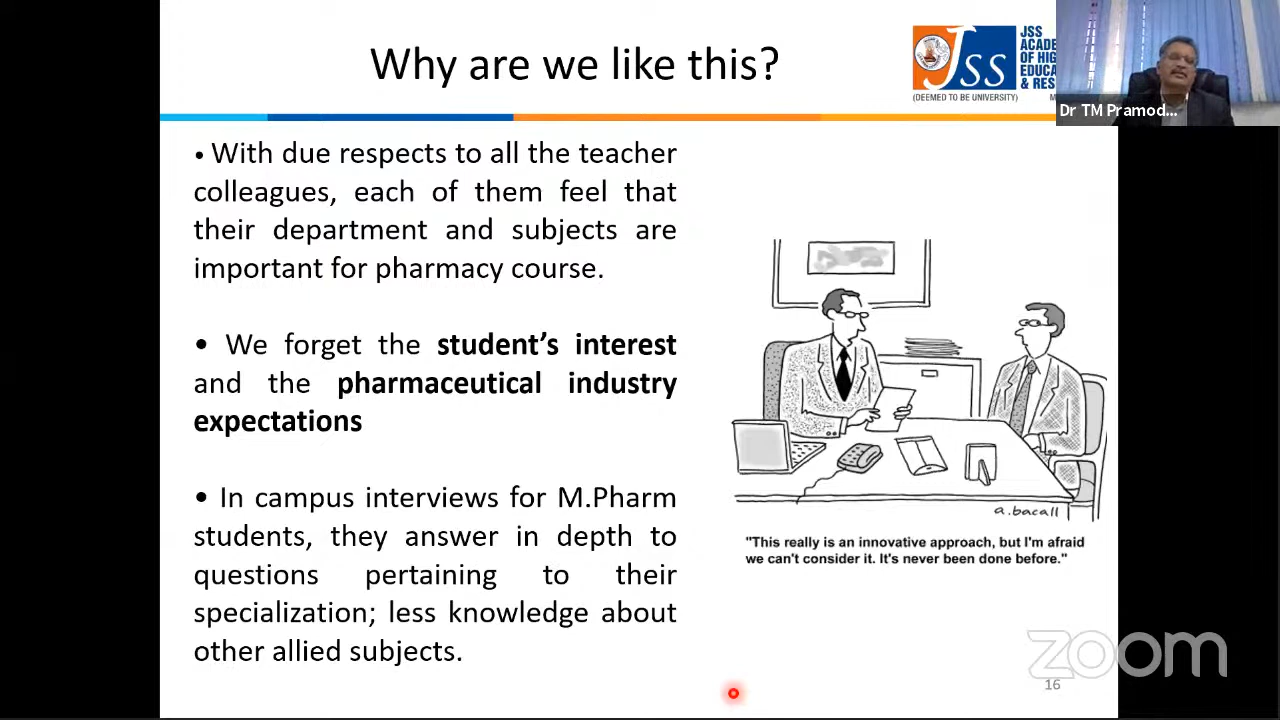 Why are we like this?
JSS
JSS
ACADE
OF HIG
EDUCA
& RES
(DEEMED TO BE UNIVERSITY) M
Dr TM Pramod...
• With due respects to all the teacher
colleagues, each of them feel that
their department and subjects are
important for pharmacy course.
• We forget the student's interest
and the pharmaceutical industry
expectations
• In campus interviews for M.Pharm
students, they answer in depth to
questions pertaining to their
specialization; less knowledge about
other allied subjects.
a.bacall
"This really is an innovative approach, but I'm afraid
we can't consider it. It's never been done before."
zoom
16